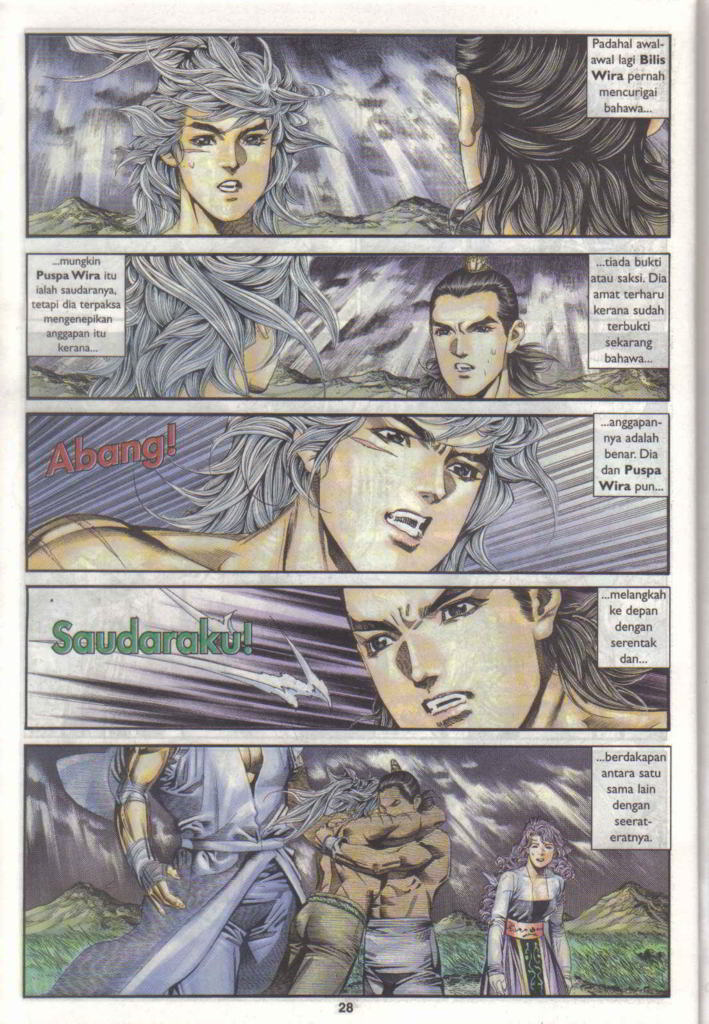 Padahal awal-
awal lagi Bilis
Wira pernah
mencurigai
bahawa...
...mungkin
Puspa Wira itu
ialah saudaranya,
tetapi dia terpaksa
mengenepikan
anggapan itu
kerana...
...tiada bukti
atau saksi. Dia
amat terharu
kerana sudah
terbukti
sekarang
bahawa...
Abang!
...anggapan-
nya adalah
benar. Dia
dan Puspa
Wira pun...
Saudaraku!
...melangkah
ke depan
dengan
serentak
dan...
...berdakapan
antara satu
sama lain
dengan
seerat-
eratnya.
28